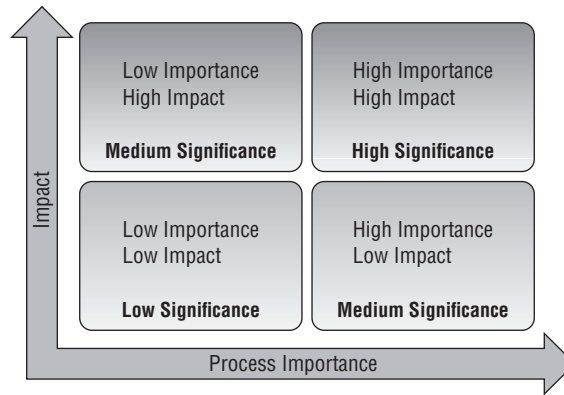 Low Importance
High Impact
Medium Significance
High Importance
High Impact
High Significance
Low Importance
Low Impact
Low Significance
High Importance
Low Impact
Medium Significance
Impact
Process Importance